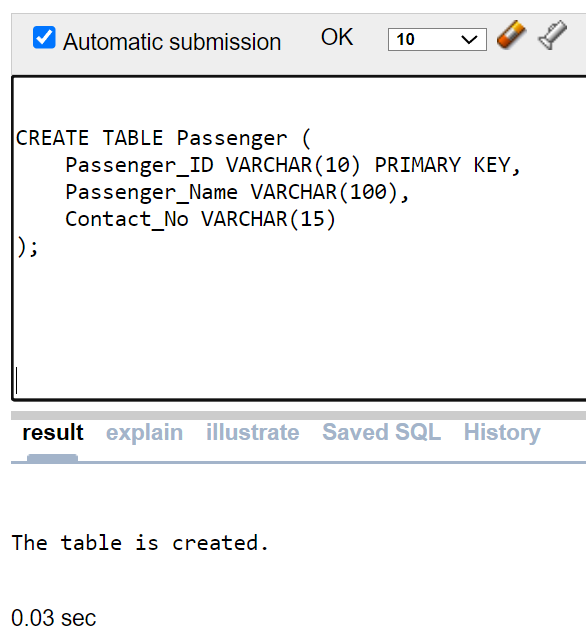 Automatic submission OK 10
CREATE TABLE Passenger (
    Passenger_ID VARCHAR(10) PRIMARY KEY,
    Passenger_Name VARCHAR(100),
    Contact_No VARCHAR(15)
);
result explain illustrate Saved SQL History
The table is created.
0.03 sec